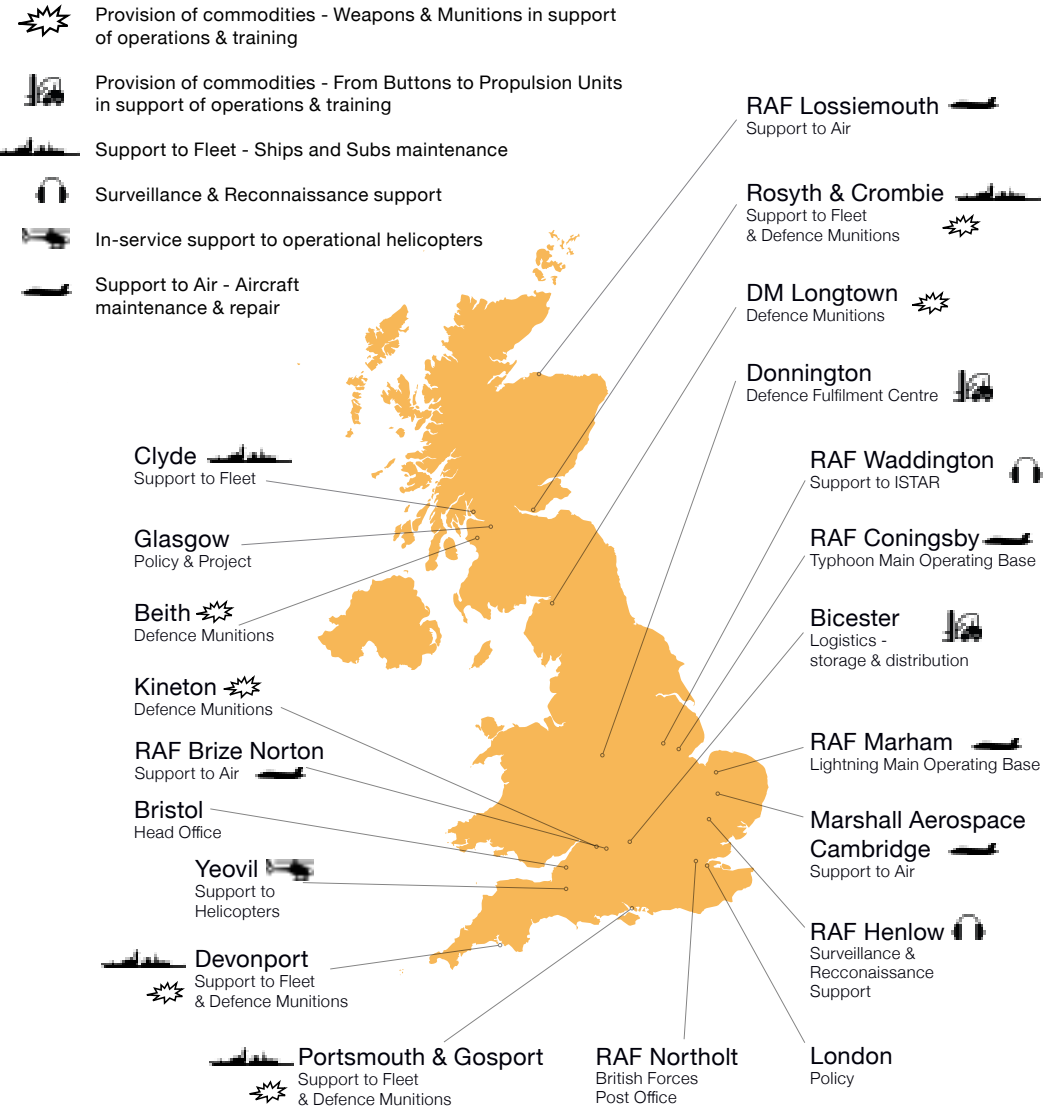 Provision of commodities - Weapons & Munitions in support
of operations & training
Provision of commodities - From Buttons to Propulsion Units
in support of operations & training
Support to Fleet - Ships and Subs maintenance
Surveillance & Reconnaissance support
In-service support to operational helicopters
Support to Air - Aircraft
maintenance & repair
RAF Lossiemouth
Support to Air
Rosyth & Crombie
Support to Fleet
& Defence Munitions
DM Longtown
Defence Munitions
Donnington
Defence Fulfilment Centre
RAF Waddington
Support to ISTAR
RAF Coningsby
Typhoon Main Operating Base
Bicester
Logistics -
storage & distribution
RAF Marham
Lightning Main Operating Base
Marshall Aerospace
Cambridge
Support to Air
RAF Henlow
Surveillance &
Recconaissance
Support
Clyde
Support to Fleet
Glasgow
Policy & Project
Beith
Defence Munitions
Kineton
Defence Munitions
RAF Brize Norton
Support to Air
Bristol
Head Office
Yeovil
Support to
Helicopters
Devonport
Support to Fleet
& Defence Munitions
Portsmouth & Gosport
Support to Fleet
& Defence Munitions
RAF Northolt
British Forces
Post Office
London
Policy